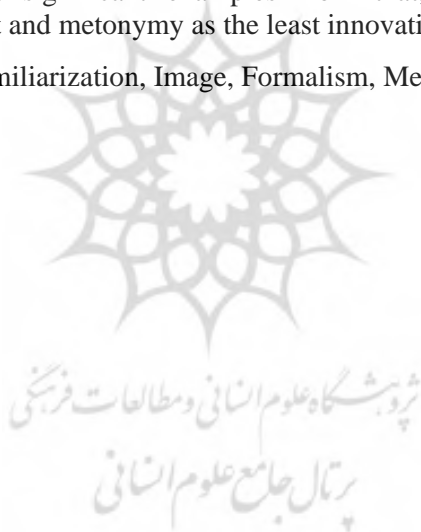 t and metonymy as the least innovati
miliarization, Image, Formalism, Me
پژوهشگاه علوم انسانی و مطالعات فرهنگی
پرتال جامع علوم انسانی